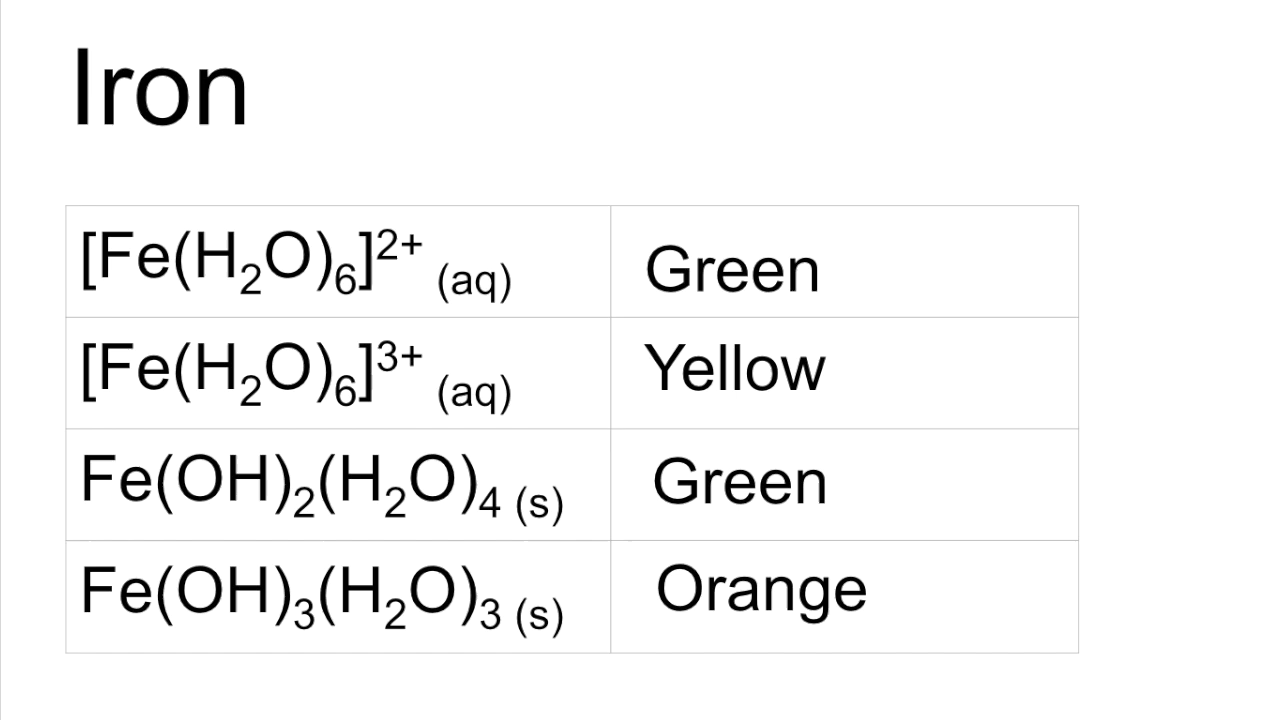 Iron
[Fe(H₂O)₆]²⁺ (aq) Green
[Fe(H₂O)₆]³⁺ (aq) Yellow
Fe(OH)₂(H₂O)₄ (s) Green
Fe(OH)₃(H₂O)₃ (s) Orange